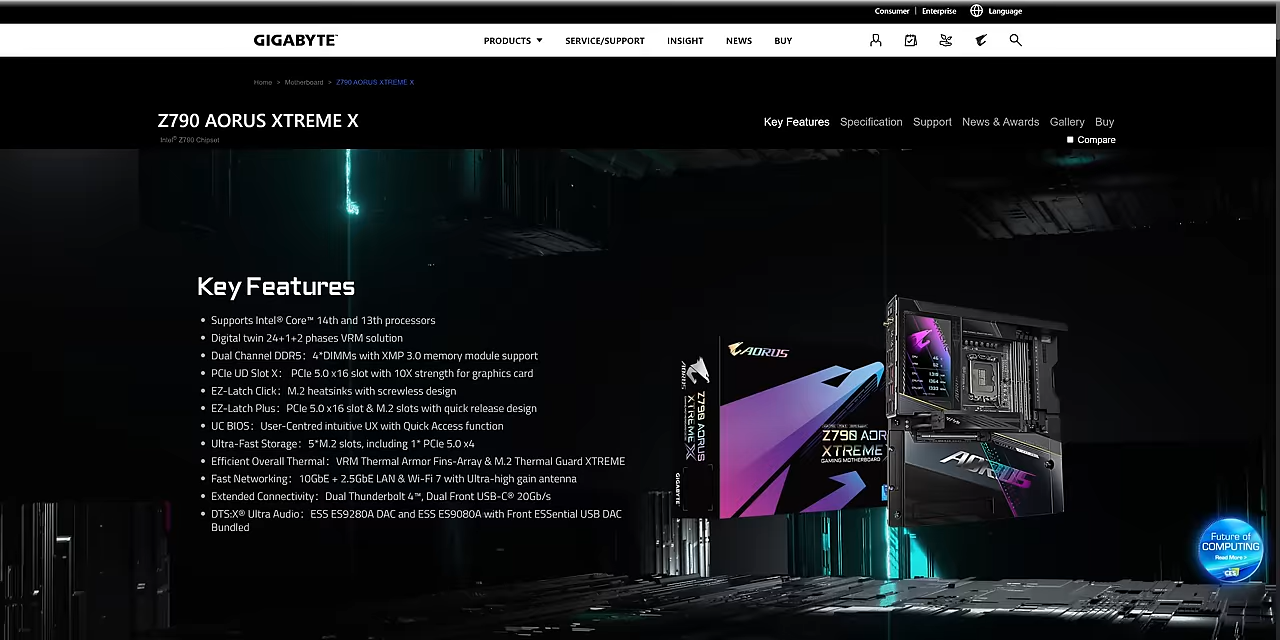 Consumer | Enterprise Language
GIGABYTE™
PRODUCTS SERVICE/SUPPORT INSIGHT NEWS BUY
Home > Motherboard > Z790 AORUS XTREME X
Z790 AORUS XTREME X
Intel® Z790 Chipset
Key Features Specification Support News & Awards Gallery Buy
Compare
Key Features
• Supports Intel® Core™ 14th and 13th processors
• Digital twin 24+1+2 phases VRM solution
• Dual Channel DDR5：4*DIMMs with XMP 3.0 memory module support
• PCIe UD Slot X： PCIe 5.0 x16 slot with 10X strength for graphics card
• EZ-Latch Click：M.2 heatsinks with screwless design
• EZ-Latch Plus：PCIe 5.0 x16 slot & M.2 slots with quick release design
• UC BIOS：User-Centred intuitive UX with Quick Access function
• Ultra-Fast Storage：5*M.2 slots, including 1* PCIe 5.0 x4
• Efficient Overall Thermal：VRM Thermal Armor Fins-Array & M.2 Thermal Guard XTREME
• Fast Networking：10GbE + 2.5GbE LAN & Wi-Fi 7 with Ultra-high gain antenna
• Extended Connectivity：Dual Thunderbolt 4™, Dual Front USB-C® 20Gb/s
• DTS:X® Ultra Audio：ESS ES9280A DAC and ESS ES9080A with Front ESSential USB DAC
Bundled
AORUS
Z790 AORUS
XTREME X
GIGABYTE
AORUS
Z790 AOR
XTREME
GAMING MOTHERBOARD
AORUS
Future of
COMPUTING
Read More >
CES